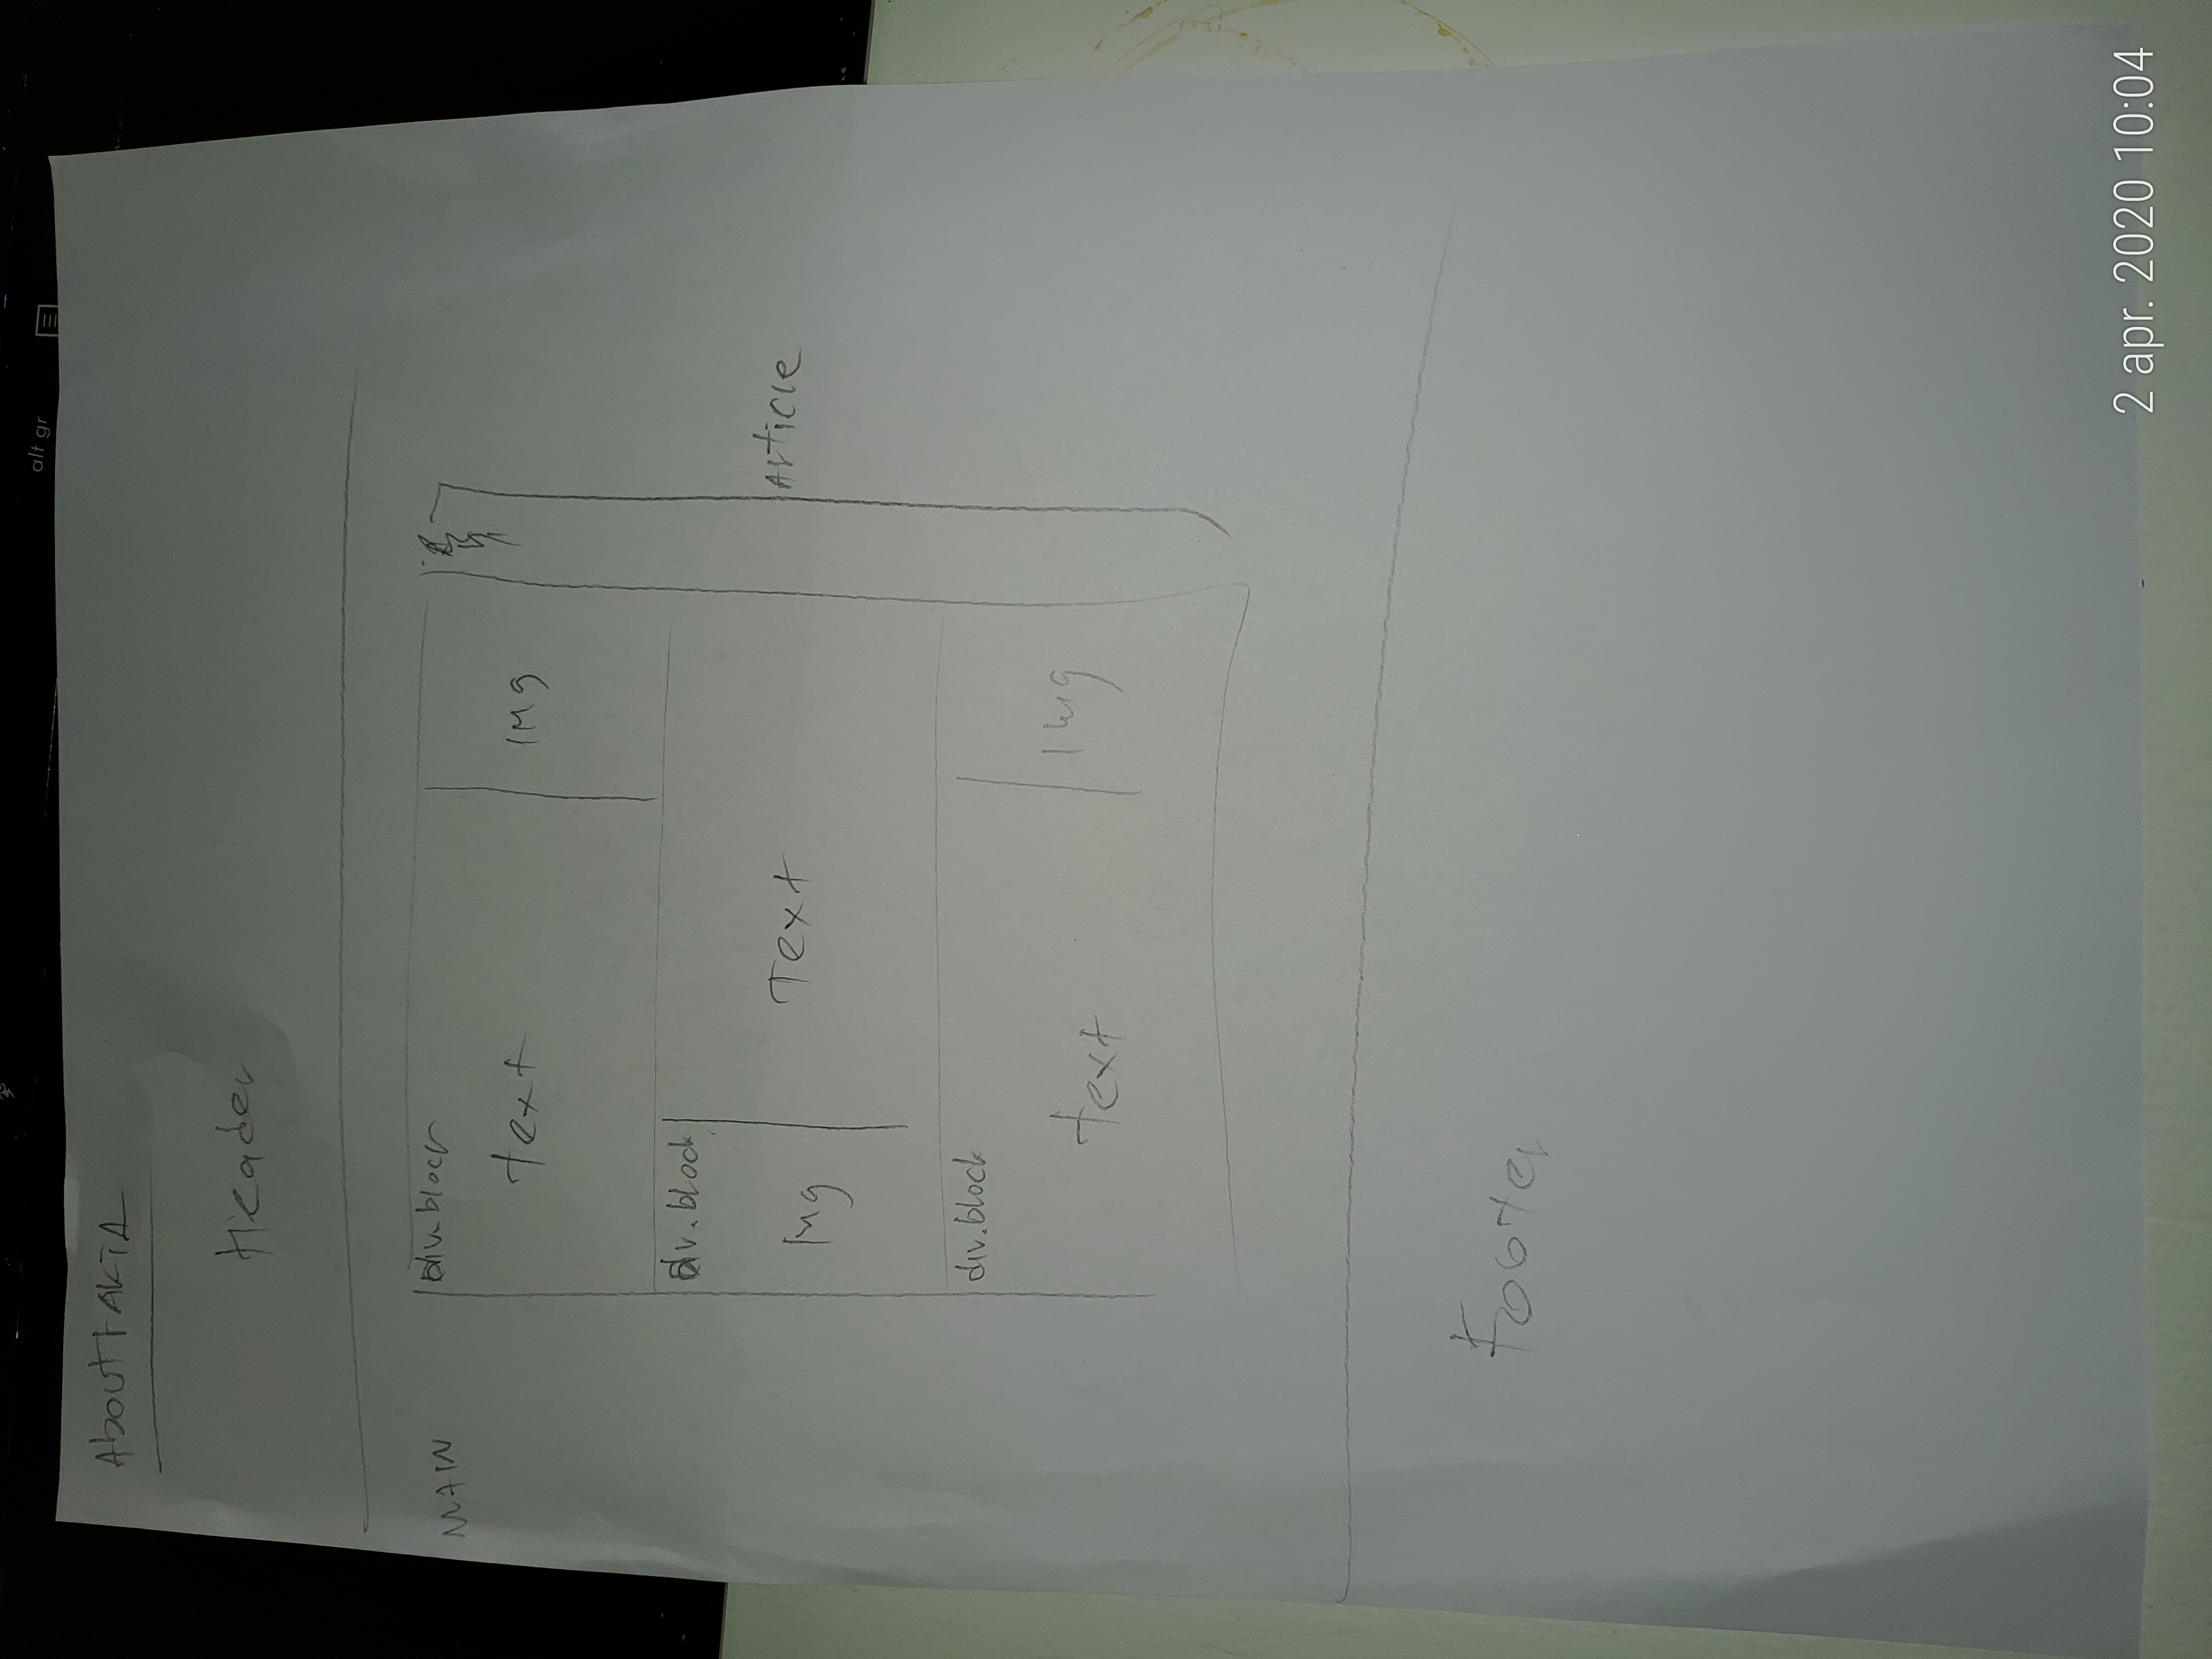 alt gr
Header
MAIN
div.block
text
img
div.block
img
Text
Article
div.block
text
img
Footer
2 apr. 2020 10:04